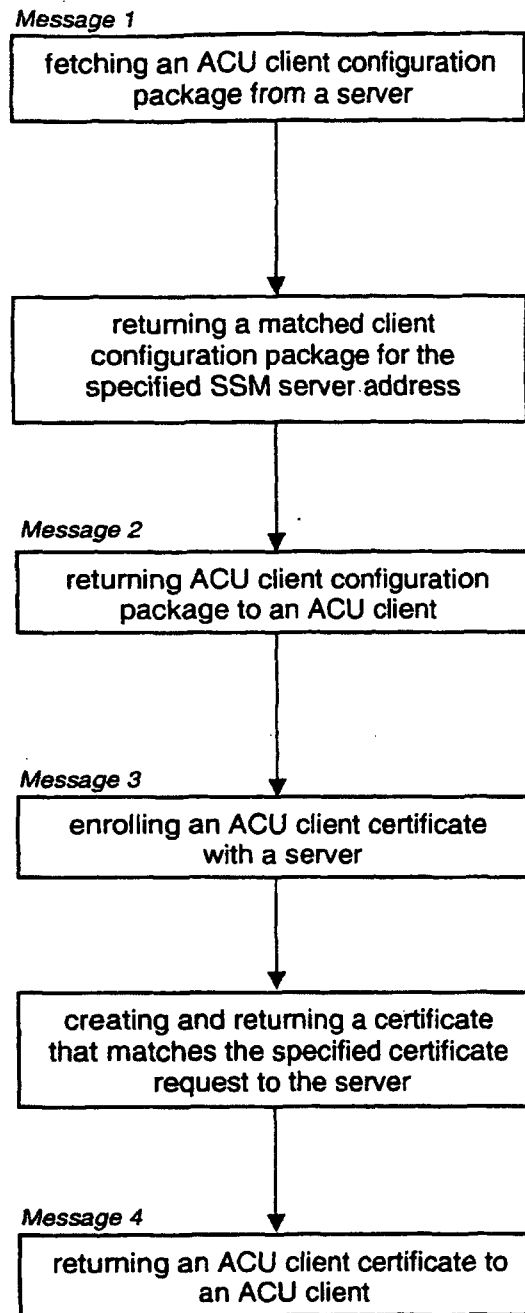 Message 1
fetching an ACU client configuration
package from a server
returning a matched client
configuration package for the
specified SSM server address
Message 2
returning ACU client configuration
package to an ACU client
Message 3
enrolling an ACU client certificate
with a server
creating and returning a certificate
that matches the specified certificate
request to the server
Message 4
returning an ACU client certificate to
an ACU client